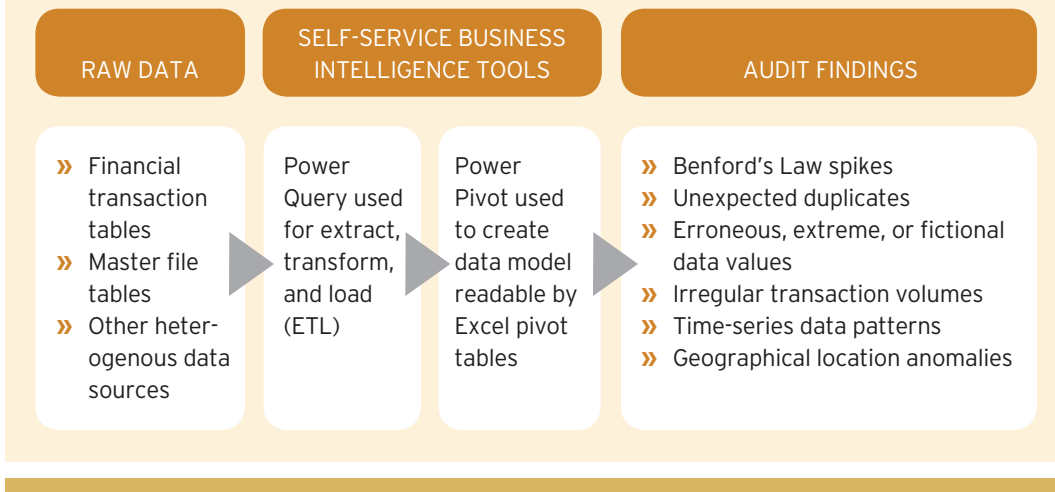 RAW DATA
SELF-SERVICE BUSINESS
INTELLIGENCE TOOLS
AUDIT FINDINGS
» Financial
transaction
tables
» Master file
tables
» Other heter-
ogenous data
sources
Power
Query used
for extract,
transform,
and load
(ETL)
Power
Pivot used
to create
data model
readable by
Excel pivot
tables
» Benford's Law spikes
» Unexpected duplicates
» Erroneous, extreme, or fictional
data values
» Irregular transaction volumes
» Time-series data patterns
» Geographical location anomalies